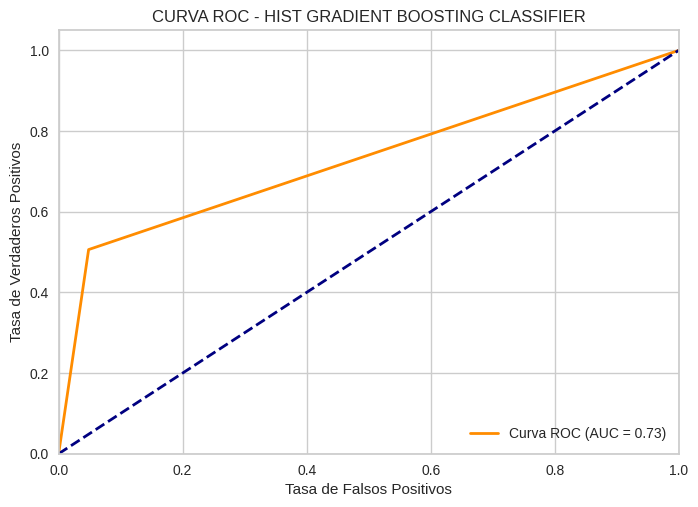 CURVA ROC - HIST GRADIENT BOOSTING CLASSIFIER
1.0
0.8
0.6
0.4
0.2
0.0
Tasa de Verdaderos Positivos
Curva ROC (AUC = 0.73)
0.0 0.2 0.4 0.6 0.8 1.0
Tasa de Falsos Positivos